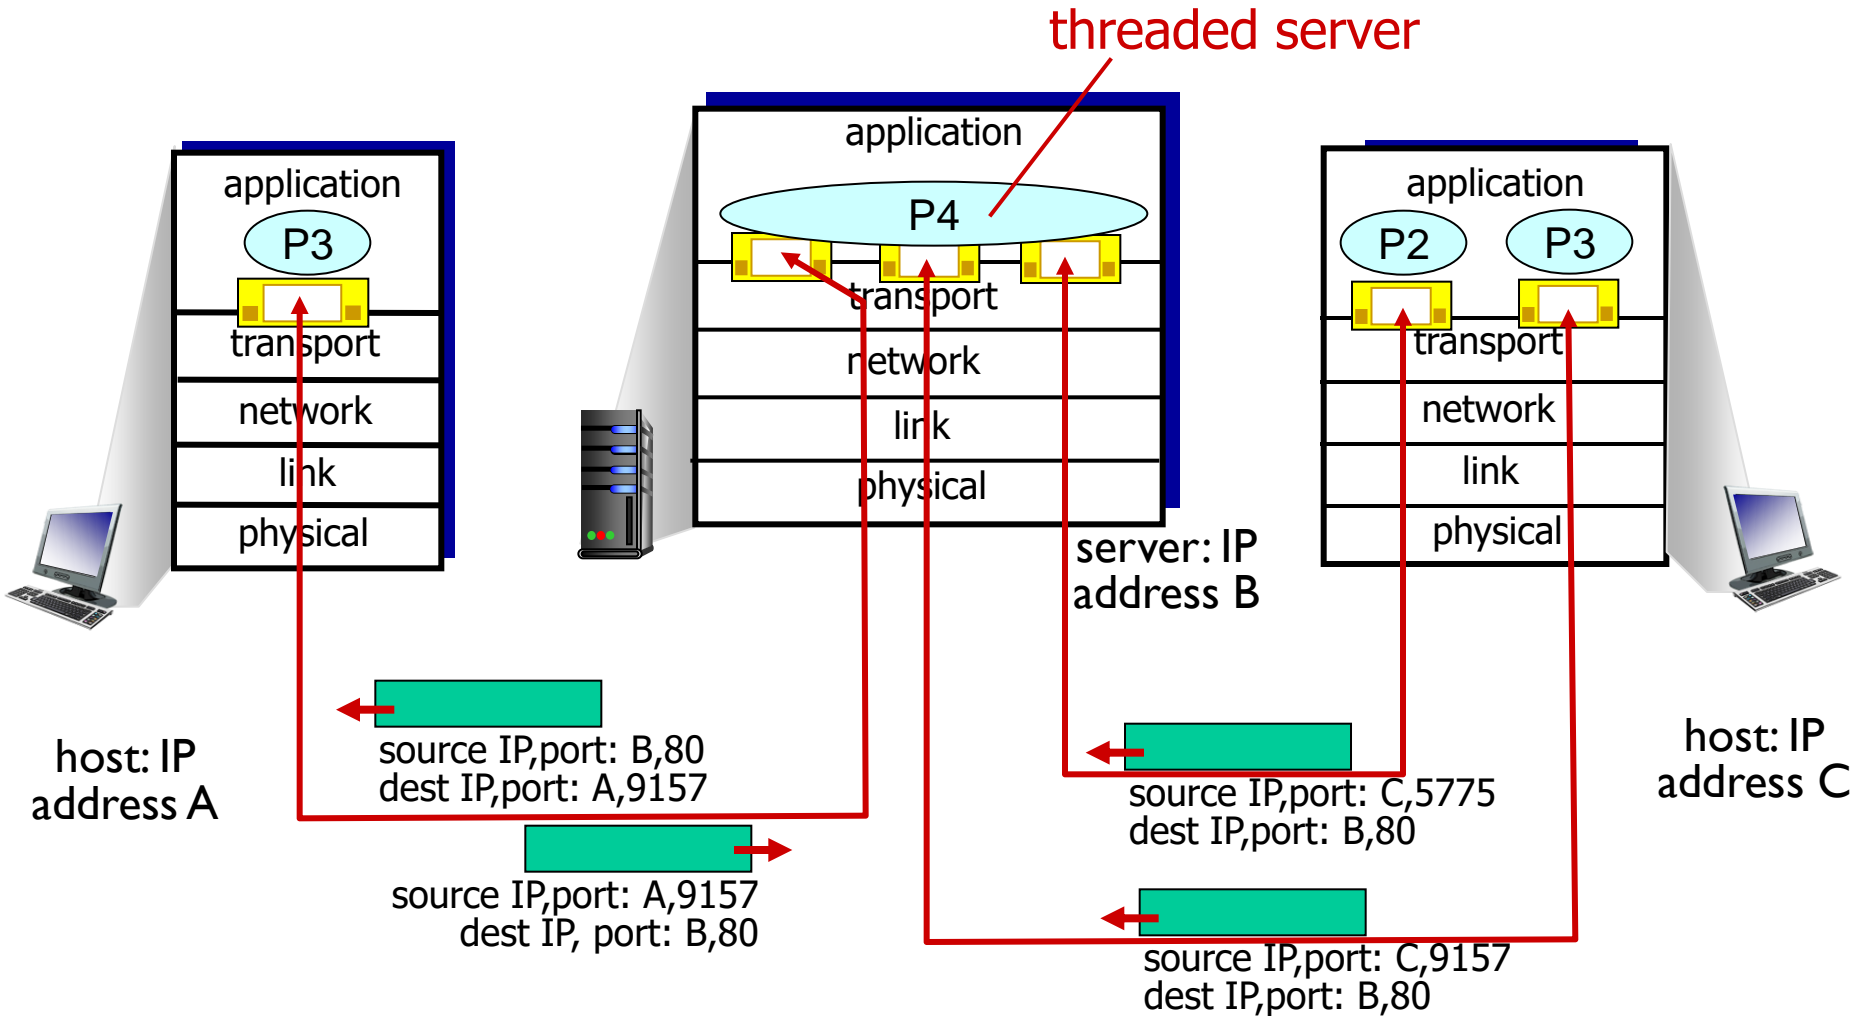 threaded server
application
P3
transport
network
link
physical
application
P4
transport
network
link
physical
server: IP
address B
application
P2
P3
transport
network
link
physical
host: IP
address A
source IP,port: B,80
dest IP,port: A,9157
source IP,port: A,9157
dest IP, port: B,80
source IP,port: C,5775
dest IP,port: B,80
source IP,port: C,9157
dest IP,port: B,80
host: IP
address C